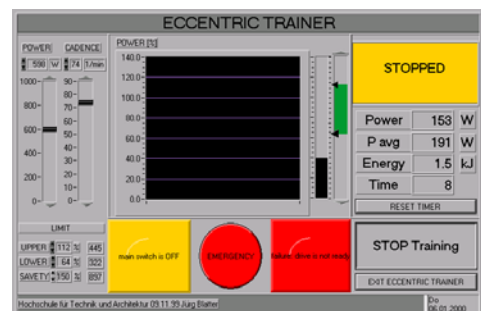 ECCENTRIC TRAINER
POWER CADENCE
598 W 74 1/min
1000- 90-
800- 80-
70-
600- 60-
50-
400- 40-
30-
200- 20-
10-
0- 0-
POWER [%]
140.0
120.0
100.0
80.0
60.0
40.0
20.0
0.0
STOPPED
Power 153 W
P avg 191 W
Energy 1.5 kJ
Time 8
RESET TIMER
LIMIT
UPPER 112 % 445
LOWER 64 % 322
SAVETY 150 % 897
main switch is OFF
EMERGENCY
failure: drive is not ready
STOP Training
EXIT ECCENTRIC TRAINER
Hochschule für Technik und Architektur 09.11.99 Jürg Blatter
Do
06.01.2000